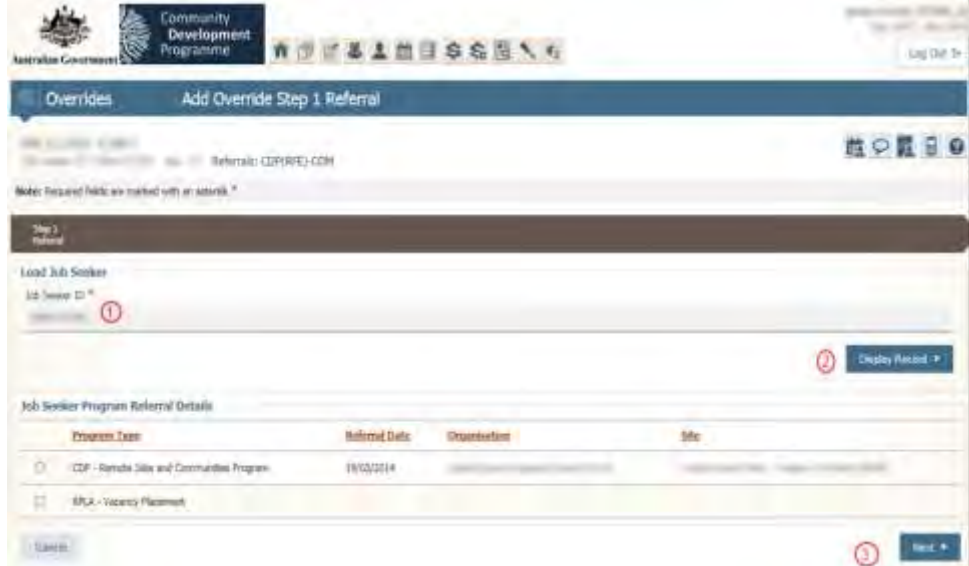 Community
Development
Programme
Australian Government
Log Out
Overrides Add Override Step 1 Referral
Referrals: CDP(RPE)-COM
Note: Required fields are marked with an asterisk *
Step 1
Referral
Load Job Seeker
Job Seeker ID *
1
2 Display Record
Job Seeker Program Referral Details
Program Type Referral Date Organisation Site
CDP - Remote Jobs and Communities Program 19/02/2014
RPLA - Vacancy Placement
Cancel
3 Next